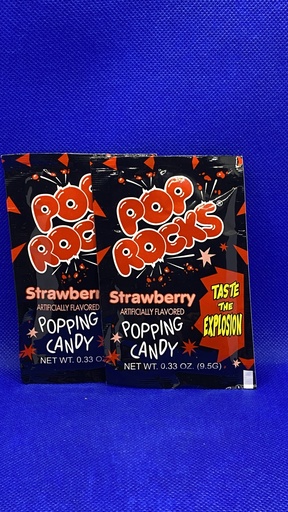 POP
ROCKS
Strawberr
ARTIFICIALLY FLAVORED
POPPING
CANDY
NET WT. 0.33 OZ.
POP
ROCKS
Strawberry
ARTIFICIALLY FLAVORED
POPPING
CANDY
NET WT. 0.33 OZ. (9.5G)
TASTE
THE
EXPLOSION